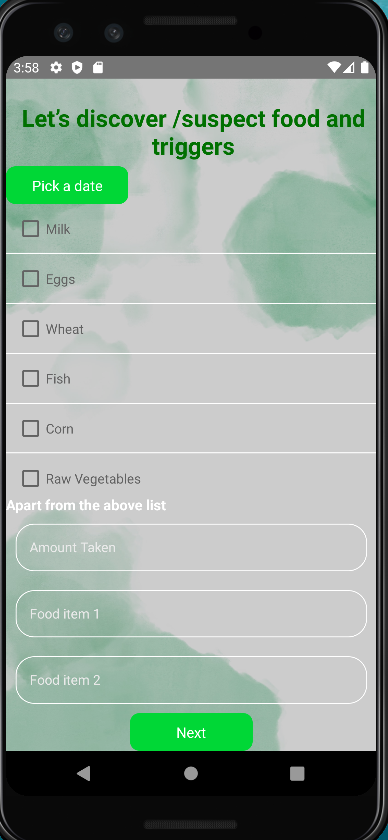 3:58
Let's discover /suspect food and
triggers
Pick a date
Milk
Eggs
Wheat
Fish
Corn
Raw Vegetables
Apart from the above list
Amount Taken
Food item 1
Food item 2
Next